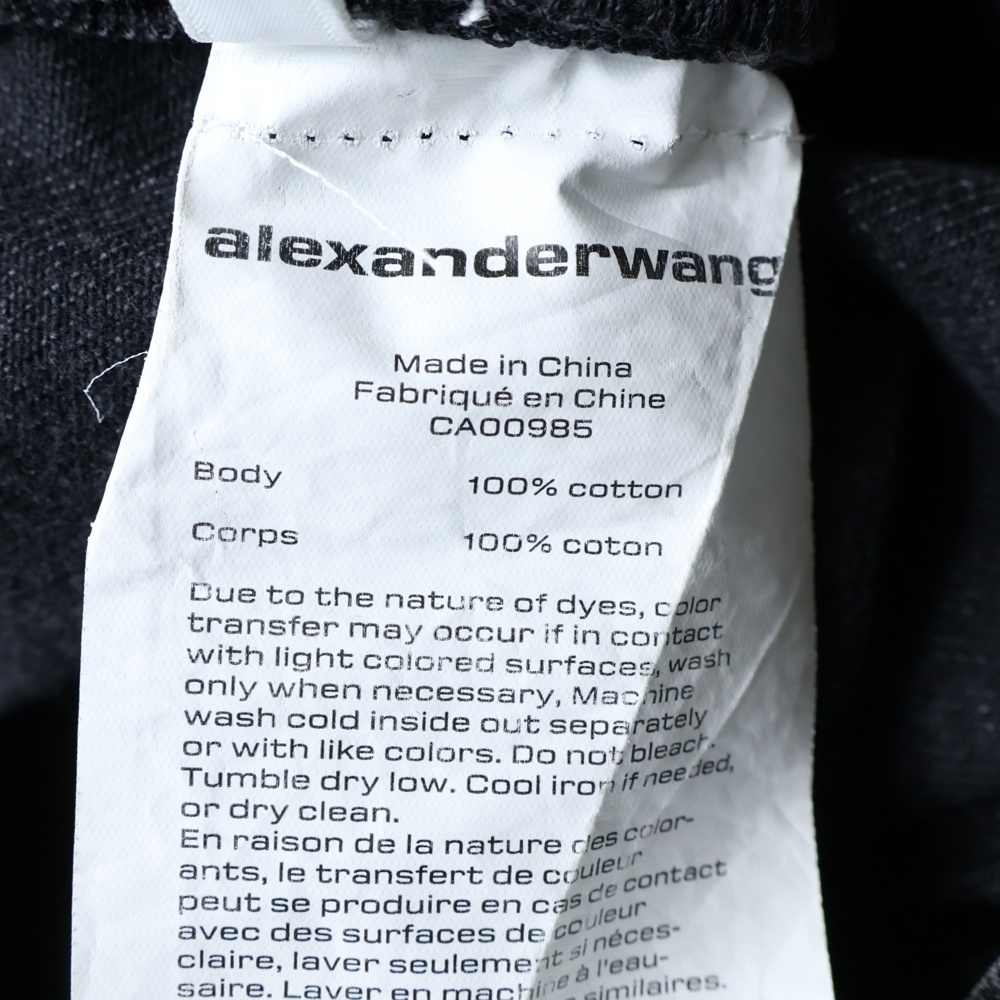 alexanderwang
Made in China
Fabriqué en Chine
CA00985
Body 100% cotton
Corps 100% coton
Due to the nature of dyes, color
transfer may occur if in contact
with light colored surfaces, wash
only when necessary, Machine
wash cold inside out separately
or with like colors. Do not bleach.
Tumble dry low. Cool iron if needed,
or dry clean.
En raison de la nature des color-
ants, le transfert de couleur
peut se produire en cas de contact
avec des surfaces de couleur
claire, laver seulement si néces-
saire. Laver en machine à l'eau-
similaires.